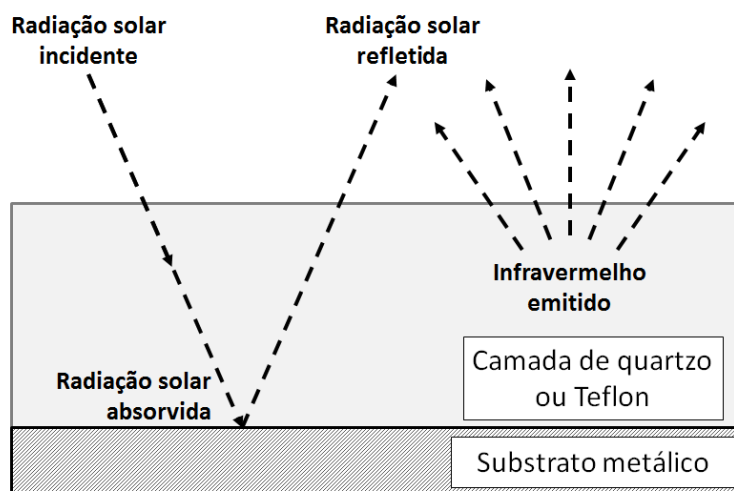 Radiação solar
incidente
Radiação solar
refletida
Infravermelho
emitido
Camada de quartzo
ou Teflon
Radiação solar
absorvida
Substrato metálico